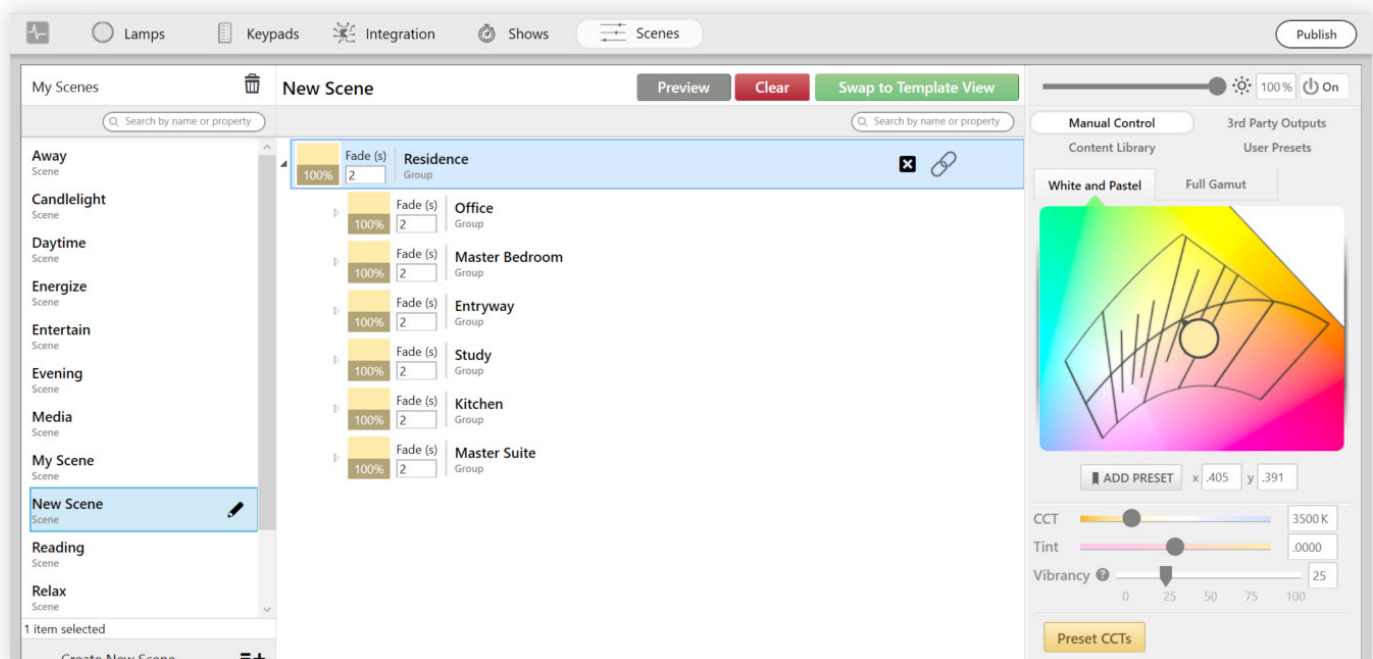 Lamps Keypads Integration Shows Scenes Publish
My Scenes
Search by name or property
Away
Scene
Candlelight
Scene
Daytime
Scene
Energize
Scene
Entertain
Scene
Evening
Scene
Media
Scene
My Scene
Scene
New Scene
Scene
Reading
Scene
Relax
Scene
1 item selected
Create New Scene
New Scene Preview Clear Swap to Template View
Search by name or property
100% Fade (s) 2 Residence Group
100% Fade (s) 2 Office Group
100% Fade (s) 2 Master Bedroom Group
100% Fade (s) 2 Entryway Group
100% Fade (s) 2 Study Group
100% Fade (s) 2 Kitchen Group
100% Fade (s) 2 Master Suite Group
100 % On
Manual Control 3rd Party Outputs
Content Library User Presets
White and Pastel Full Gamut
ADD PRESET x .405 y .391
CCT 3500 K
Tint .0000
Vibrancy ? 25
0 25 50 75 100
Preset CCTs